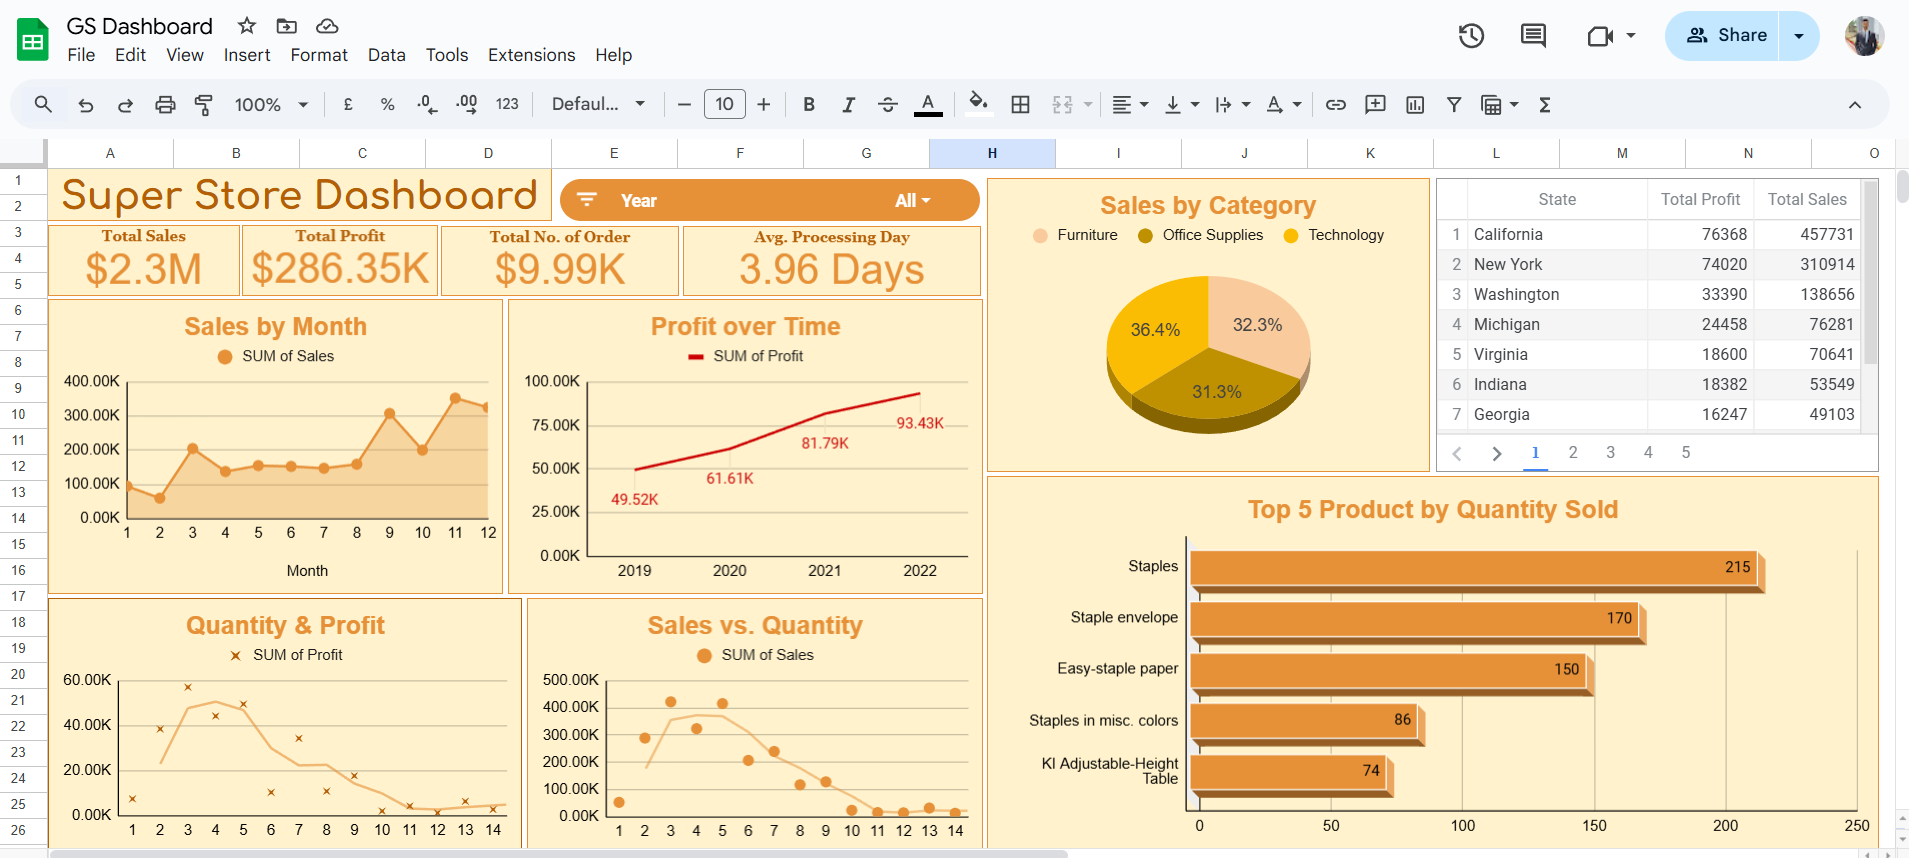 GS Dashboard
File Edit View Insert Format Data Tools Extensions Help
Share
100% £ % .0 .00 123 Defaul... 10 B I S A A Σ
A B C D E F G H I J K L M N O
1
2
3
4
5
6
7
8
9
10
11
12
13
14
15
16
17
18
19
20
21
22
23
24
25
26
Super Store Dashboard
Year All
Total Sales
$2.3M
Total Profit
$286.35K
Total No. of Order
$9.99K
Avg. Processing Day
3.96 Days
Sales by Month
SUM of Sales
400.00K
300.00K
200.00K
100.00K
0.00K
1 2 3 4 5 6 7 8 9 10 11 12
Month
Profit over Time
SUM of Profit
100.00K
75.00K
50.00K
25.00K
0.00K
49.52K
61.61K
81.79K
93.43K
2019 2020 2021 2022
Sales by Category
Furniture Office Supplies Technology
36.4%
32.3%
31.3%
State Total Profit Total Sales
1 California 76368 457731
2 New York 74020 310914
3 Washington 33390 138656
4 Michigan 24458 76281
5 Virginia 18600 70641
6 Indiana 18382 53549
7 Georgia 16247 49103
1 2 3 4 5
Quantity & Profit
SUM of Profit
60.00K
40.00K
20.00K
0.00K
1 2 3 4 5 6 7 8 9 10 11 12 13 14
Sales vs. Quantity
SUM of Sales
500.00K
400.00K
300.00K
200.00K
100.00K
0.00K
1 2 3 4 5 6 7 8 9 10 11 12 13 14
Top 5 Product by Quantity Sold
Staples 215
Staple envelope 170
Easy-staple paper 150
Staples in misc. colors 86
KI Adjustable-Height
Table 74
0 50 100 150 200 250